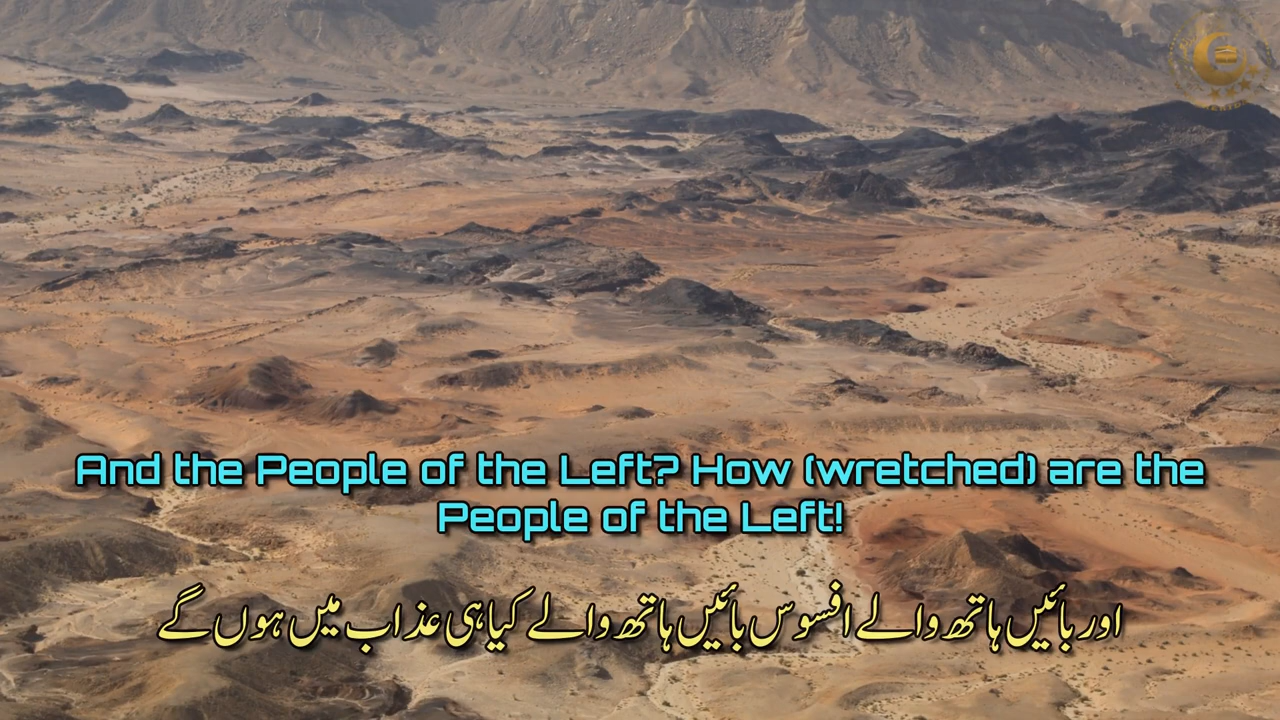 And the People of the Left? How (wretched) are the
People of the Left!
اور بائیں ہاتھ والے افسوس بائیں ہاتھ والے کیا ہی عذاب میں ہوں گے